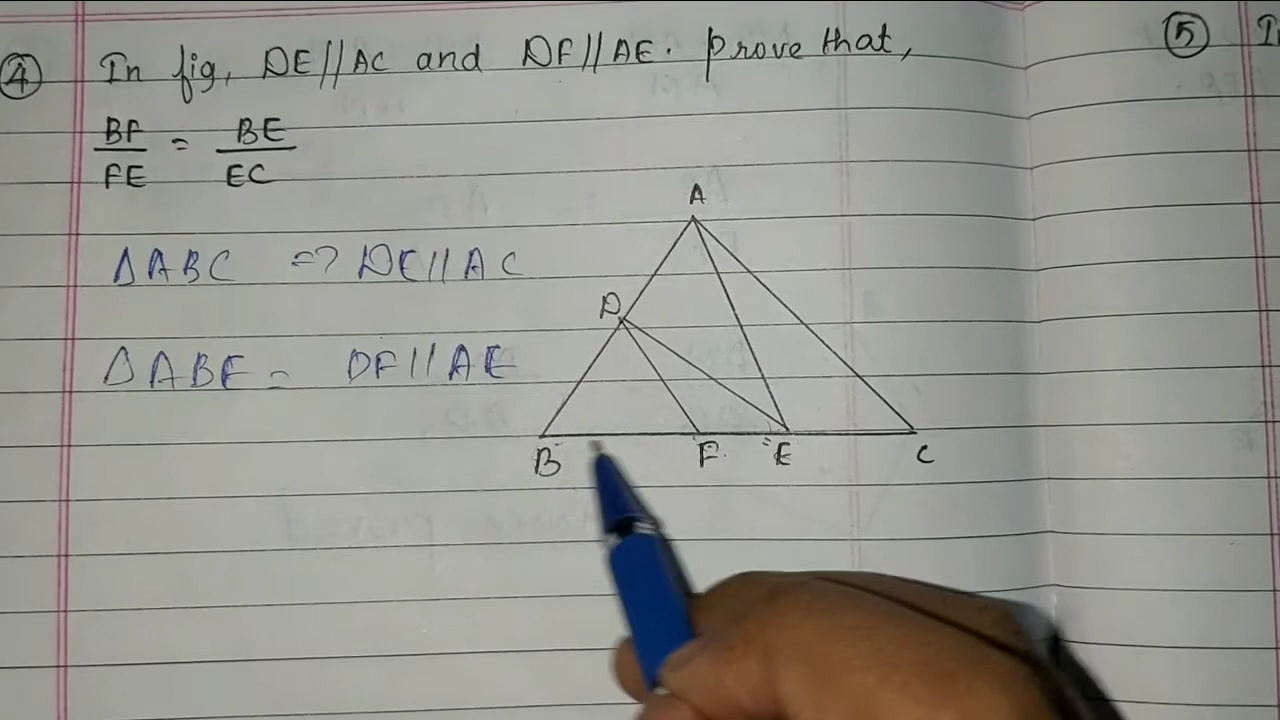 ④ In fig, DE//AC and DF//AE. prove that,
BF/FE = BE/EC
ΔABC => DE//AC
ΔABE = DF//AE
A
D
B F E C
⑤